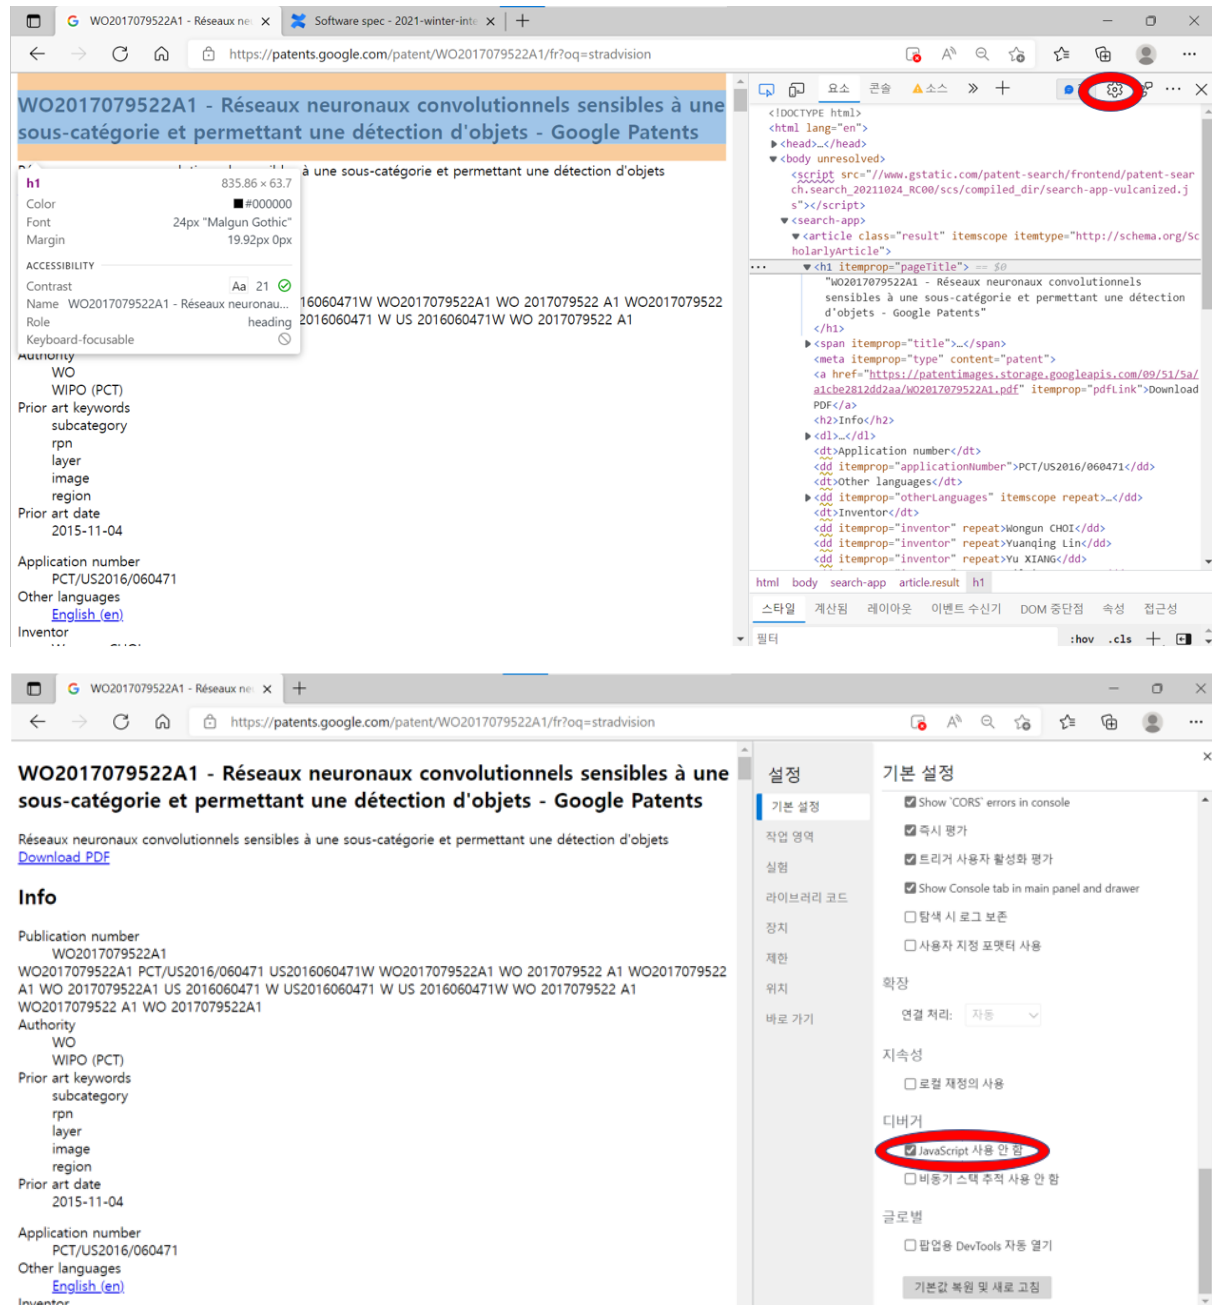 WO2017079522A1 - Réseaux neu
Software spec - 2021-winter-inte
https://patents.google.com/patent/WO2017079522A1/fr?oq=stradvision
WO2017079522A1 - Réseaux neuronaux convolutionnels sensibles à une
sous-catégorie et permettant une détection d'objets - Google Patents
à une sous-catégorie et permettant une détection d'objets
h1 835.86 × 63.7
Color #000000
Font 24px "Malgun Gothic"
Margin 19.92px 0px
ACCESSIBILITY
Contrast Aa 21
Name WO2017079522A1 - Réseaux neuronau...
Role heading
Keyboard-focusable
16060471W WO2017079522A1 WO 2017079522 A1 WO2017079522
2016060471 W US 2016060471W WO 2017079522 A1
Authority
WO
WIPO (PCT)
Prior art keywords
subcategory
rpn
layer
image
region
Prior art date
2015-11-04
Application number
PCT/US2016/060471
Other languages
English (en)
Inventor
요소 콘솔 소스
<!DOCTYPE html>
<html lang="en">
<head>…</head>
<body unresolved>
<script src="//www.gstatic.com/patent-search/frontend/patent-sear
ch.search_20211024_RC00/scs/compiled_dir/search-app-vulcanized.j
s"></script>
<search-app>
<article class="result" itemscope itemtype="http://schema.org/Sc
holarlyArticle">
<h1 itemprop="pageTitle"> == $0
"WO2017079522A1 - Réseaux neuronaux convolutionnels
sensibles à une sous-catégorie et permettant une détection
d'objets - Google Patents"
</h1>
<span itemprop="title">…</span>
<meta itemprop="type" content="patent">
<a href="https://patentimages.storage.googleapis.com/09/51/5a/
a1cbe2812dd2aa/WO2017079522A1.pdf" itemprop="pdfLink">Download
PDF</a>
<h2>Info</h2>
<dl>…</dl>
<dt>Application number</dt>
<dd itemprop="applicationNumber">PCT/US2016/060471</dd>
<dt>Other languages</dt>
<dd itemprop="otherLanguages" itemscope repeat>…</dd>
<dt>Inventor</dt>
<dd itemprop="inventor" repeat>Wongun CHOI</dd>
<dd itemprop="inventor" repeat>Yuanqing Lin</dd>
<dd itemprop="inventor" repeat>Yu XIANG</dd>
html body search-app article.result h1
스타일 계산됨 레이아웃 이벤트 수신기 DOM 중단점 속성 접근성
필터 :hov .cls
WO2017079522A1 - Réseaux neu
https://patents.google.com/patent/WO2017079522A1/fr?oq=stradvision
WO2017079522A1 - Réseaux neuronaux convolutionnels sensibles à une
sous-catégorie et permettant une détection d'objets - Google Patents
Réseaux neuronaux convolutionnels sensibles à une sous-catégorie et permettant une détection d'objets
Download PDF
Info
Publication number
WO2017079522A1
WO2017079522A1 PCT/US2016/060471 US2016060471W WO2017079522A1 WO 2017079522 A1 WO2017079522
A1 WO 2017079522A1 US 2016060471 W US2016060471 W US 2016060471W WO 2017079522 A1
WO2017079522 A1 WO 2017079522A1
Authority
WO
WIPO (PCT)
Prior art keywords
subcategory
rpn
layer
image
region
Prior art date
2015-11-04
Application number
PCT/US2016/060471
Other languages
English (en)
Inventor
설정
기본 설정
작업 영역
실험
라이브러리 코드
장치
제한
위치
바로 가기
기본 설정
Show `CORS` errors in console
즉시 평가
트리거 사용자 활성화 평가
Show Console tab in main panel and drawer
탐색 시 로그 보존
사용자 지정 포맷터 사용
확장
연결 처리: 자동
지속성
로컬 재정의 사용
디버거
JavaScript 사용 안 함
비동기 스택 추적 사용 안 함
글로벌
팝업용 DevTools 자동 열기
기본값 복원 및 새로 고침